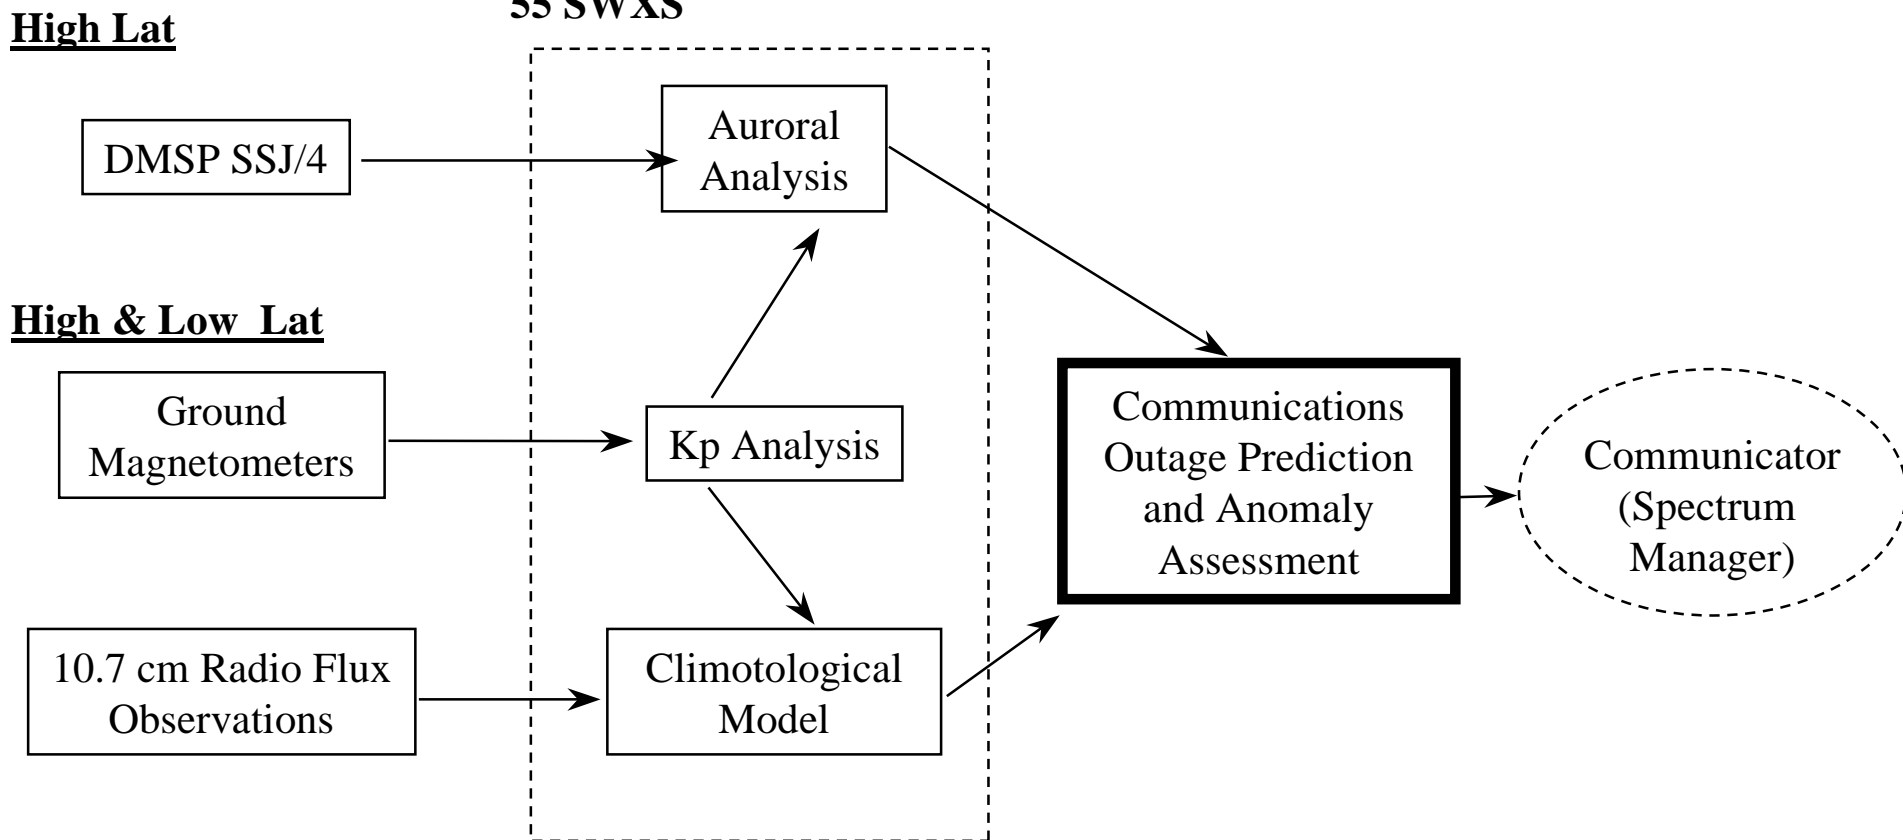 55 SWXS
High Lat
DMSP SSJ/4
Auroral
Analysis
High & Low Lat
Ground
Magnetometers
Kp Analysis
Communications
Outage Prediction
and Anomaly
Assessment
Communicator
(Spectrum
Manager)
10.7 cm Radio Flux
Observations
Climotological
Model